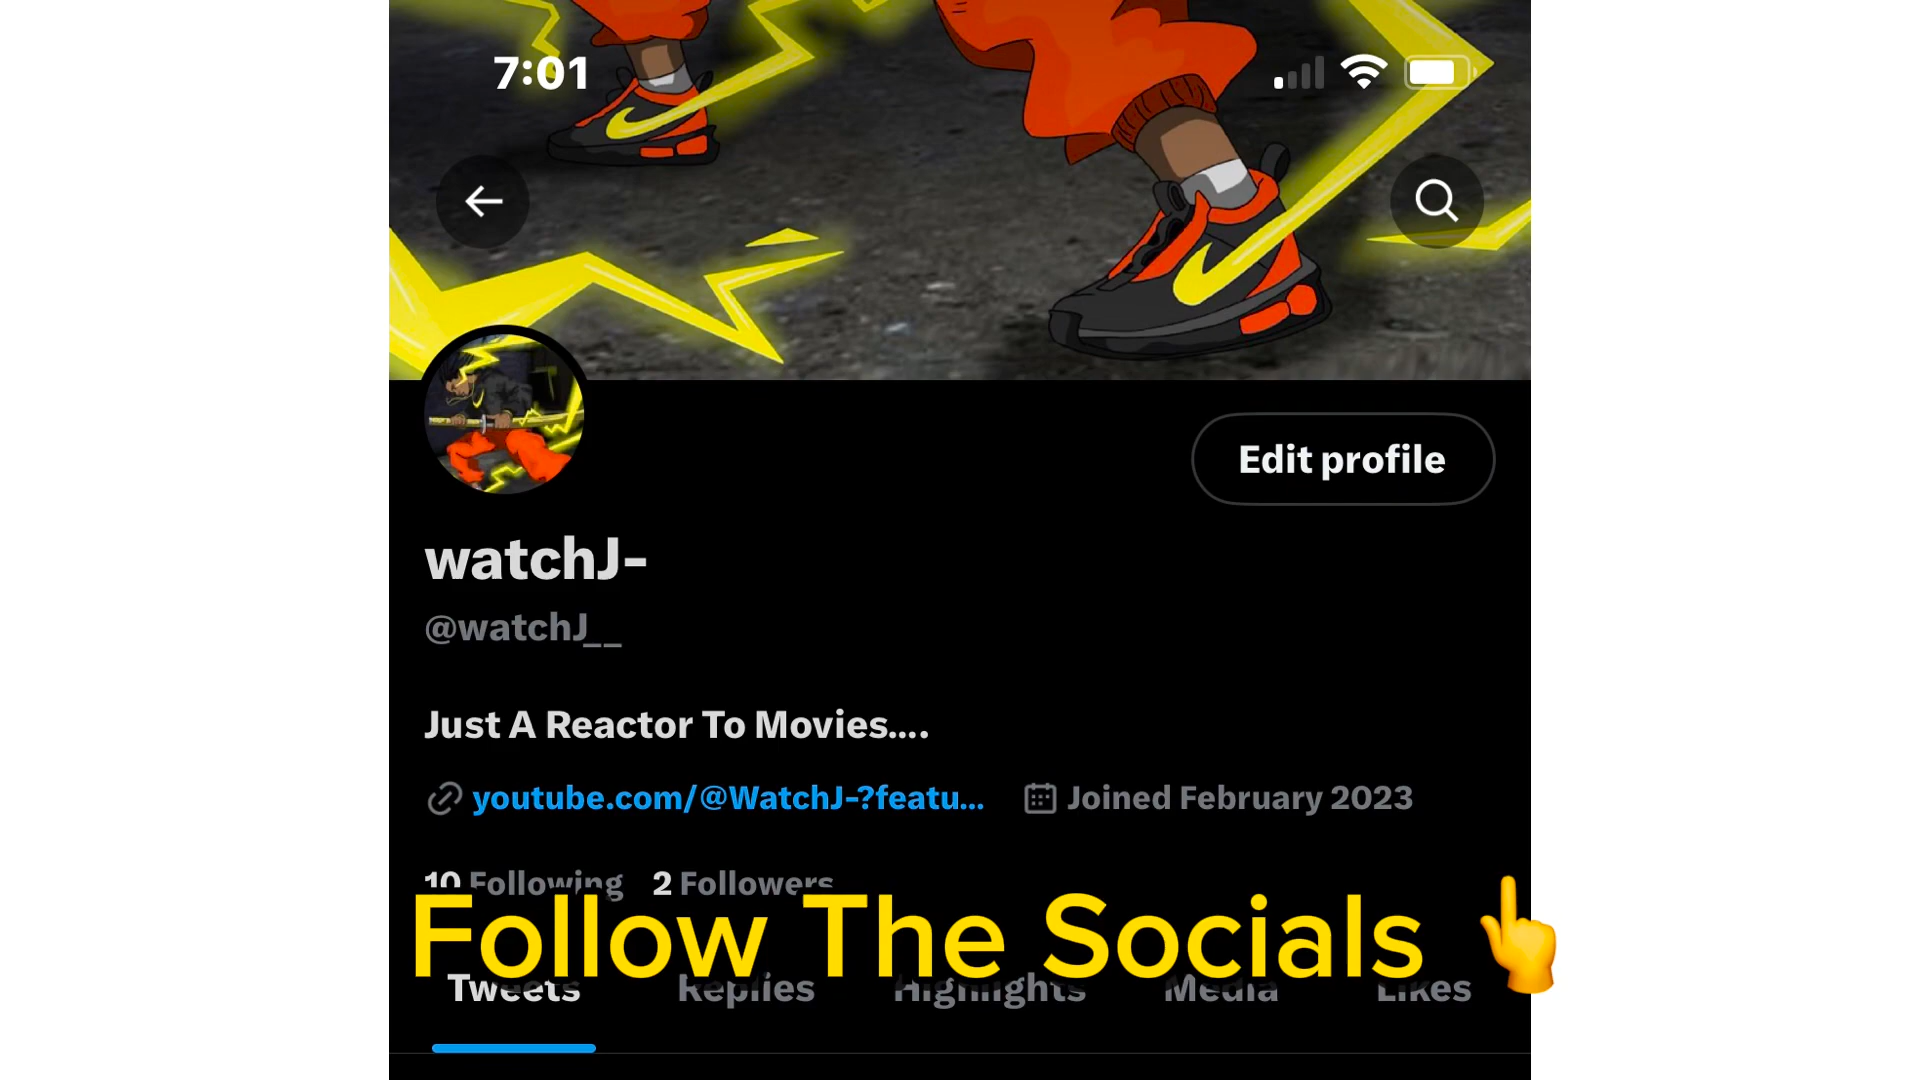 7:01
Edit profile
watchJ-
@watchJ__
Just A Reactor To Movies....
youtube.com/@WatchJ-?featu... Joined February 2023
10 Following 2 Followers
Follow The Socials 👆
Tweets Replies Highlights Media Likes